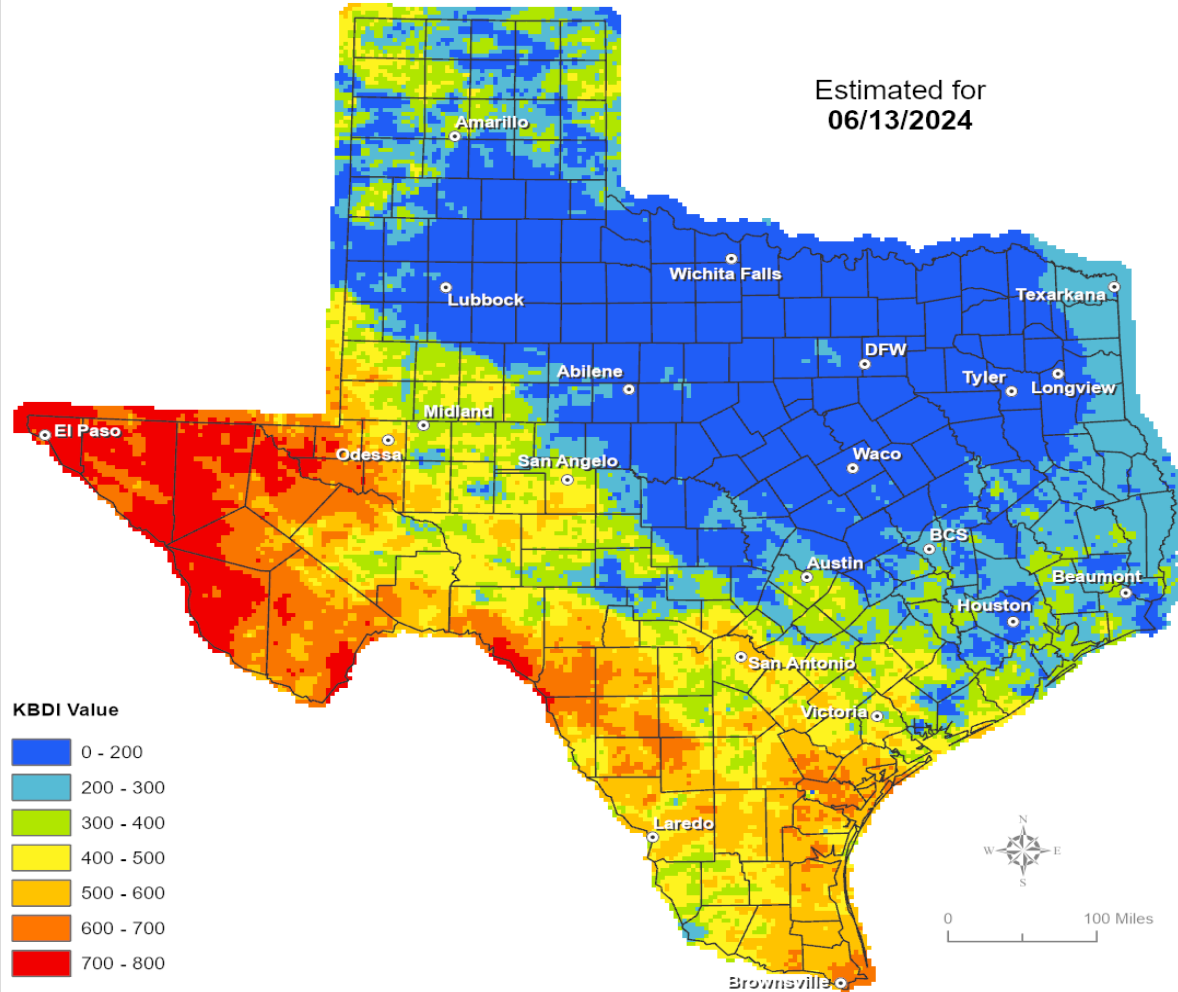 Estimated for
06/13/2024
Amarillo
Wichita Falls
Lubbock
Texarkana
DFW
Abilene
Tyler
Longview
Midland
El Paso
Odessa
San Angelo
Waco
BCS
Austin
Beaumont
Houston
San Antonio
Victoria
Laredo
Brownsville
KBDI Value
0 - 200
200 - 300
300 - 400
400 - 500
500 - 600
600 - 700
700 - 800
N
W E
S
0 100 Miles